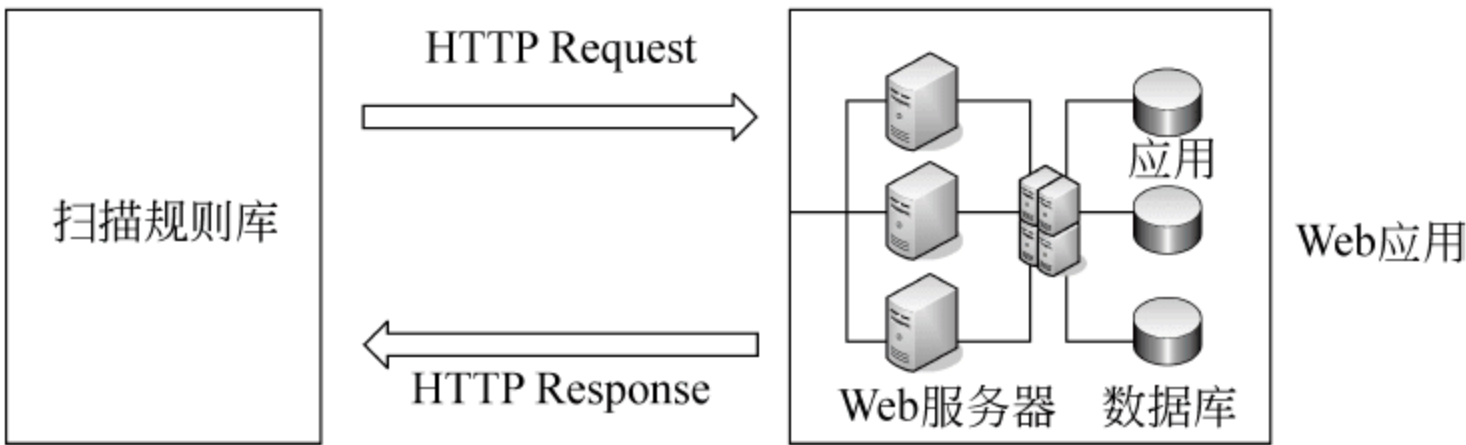 HTTP Request
扫描规则库
HTTP Response
应用
Web服务器
数据库
Web应用